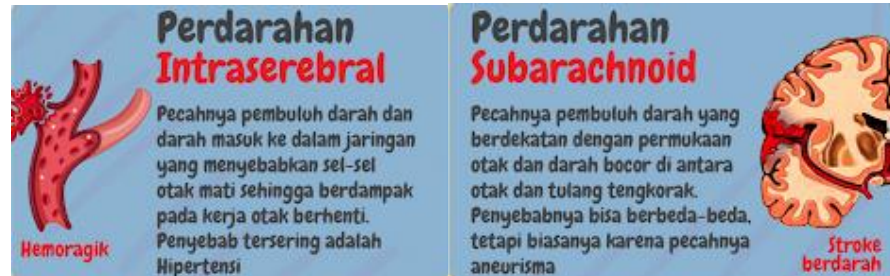 Perdarahan
Intraserebral
Pecahnya pembuluh darah dan
darah masuk ke dalam jaringan
yang menyebabkan sel-sel
otak mati sehingga berdampak
pada kerja otak berhenti.
Penyebab tersering adalah
Hipertensi
Hemoragik
Perdarahan
Subarachnoid
Pecahnya pembuluh darah yang
berdekatan dengan permukaan
otak dan darah bocor di antara
otak dan tulang tengkorak.
Penyebabnya bisa berbeda-beda,
tetapi biasanya karena pecahnya
aneurisma
Stroke
berdarah